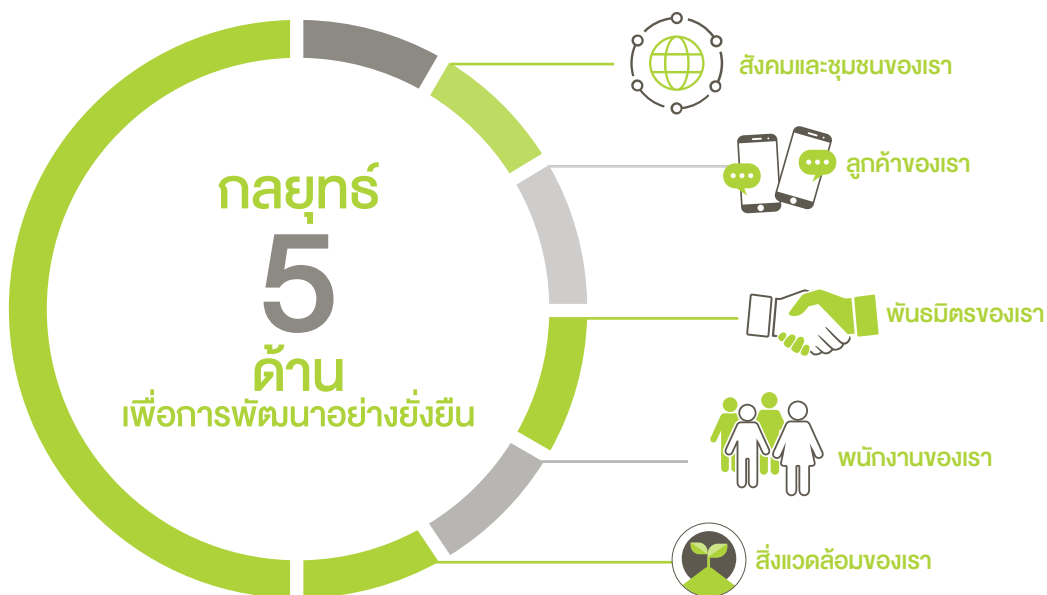 กลยุทธ์
5
ด้าน
เพื่อการพัฒนาอย่างยั่งยืน
สังคมและชุมชนของเรา
ลูกค้าของเรา
พันธมิตรของเรา
พนักงานของเรา
สิ่งแวดล้อมของเรา